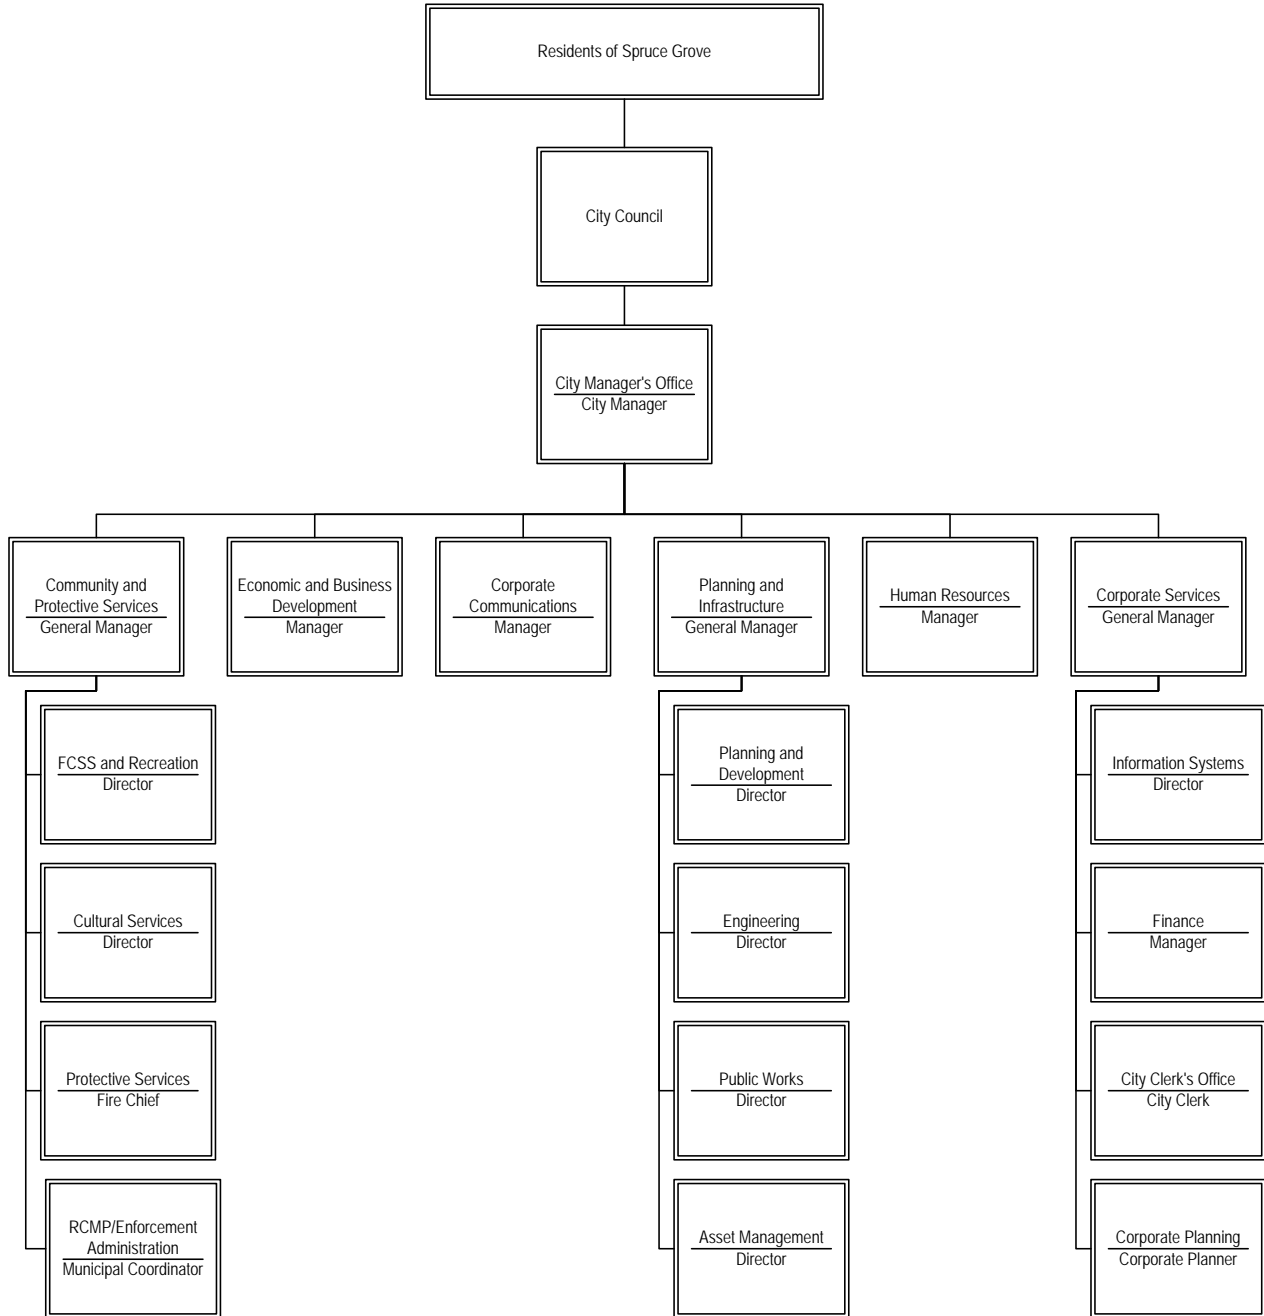 Residents of Spruce Grove
City Council
City Manager's Office
City Manager
Community and
Protective Services
General Manager
Economic and Business
Development
Manager
Corporate
Communications
Manager
Planning and
Infrastructure
General Manager
Human Resources
Manager
Corporate Services
General Manager
FCSS and Recreation
Director
Cultural Services
Director
Protective Services
Fire Chief
RCMP/Enforcement
Administration
Municipal Coordinator
Planning and
Development
Director
Engineering
Director
Public Works
Director
Asset Management
Director
Information Systems
Director
Finance
Manager
City Clerk's Office
City Clerk
Corporate Planning
Corporate Planner